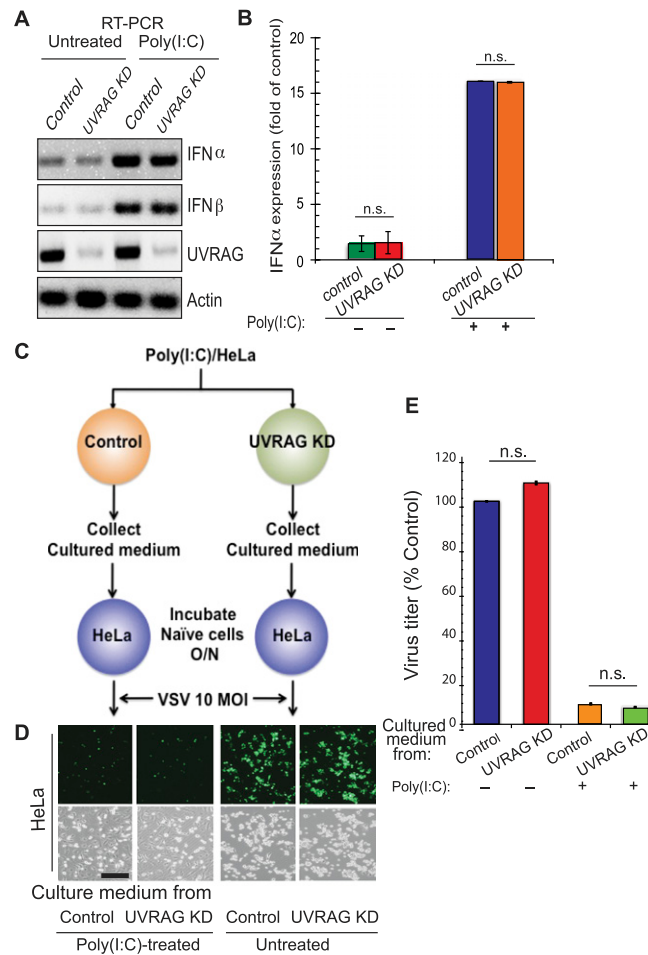 A
RT-PCR
Untreated Poly(I:C)
Control
UVRAG KD
Control
UVRAG KD
IFNα
IFNβ
UVRAG
Actin
B
IFNα expression (fold of control)
20
15
10
5
0
n.s.
n.s.
control
UVRAG KD
control
UVRAG KD
Poly(I:C): – – + +
C
Poly(I:C)/HeLa
Control
UVRAG KD
Collect
Cultured medium
Collect
Cultured medium
HeLa
Incubate
Naïve cells
O/N
HeLa
VSV 10 MOI
D
HeLa
Culture medium from
Control UVRAG KD Control UVRAG KD
Poly(I:C)-treated Untreated
E
Virus titer (% Control)
120
100
80
60
40
20
0
n.s.
n.s.
Cultured
medium
from:
Control
UVRAG KD
Control
UVRAG KD
Poly(I:C): – – + +